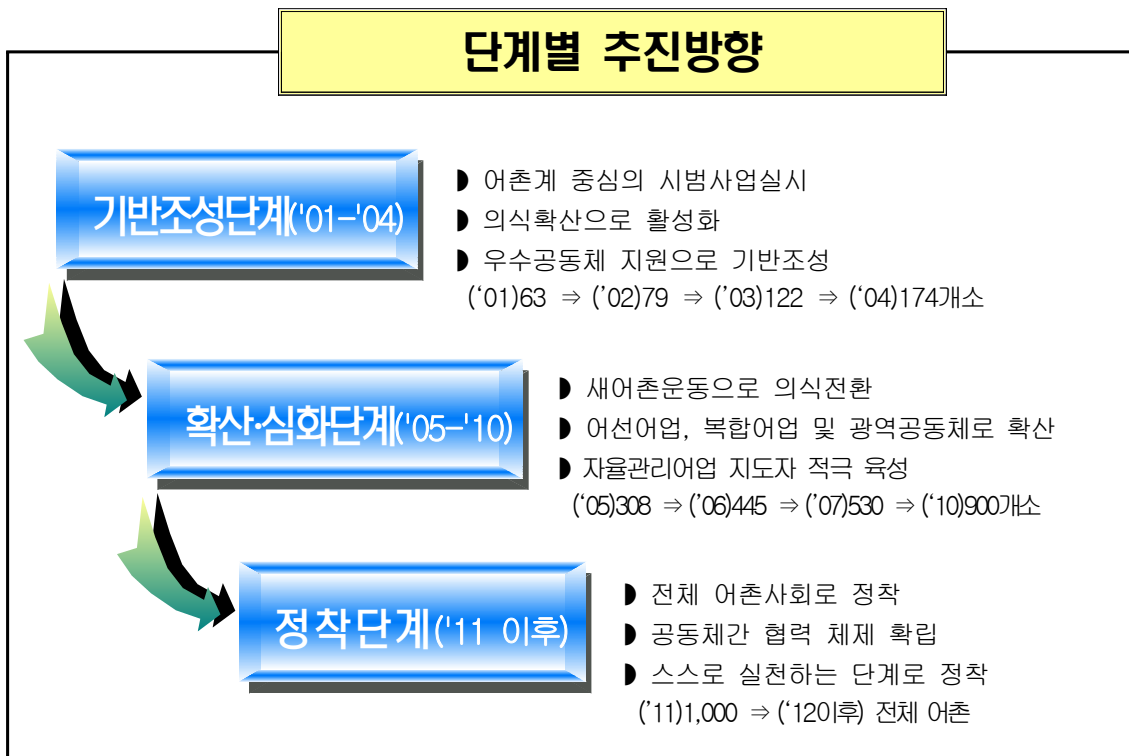 단계별 추진방향
기반조성단계('01-'04)
◗ 어촌계 중심의 시범사업실시
◗ 의식확산으로 활성화
◗ 우수공동체 지원으로 기반조성
(‘01)63 ⇒ (’02)79 ⇒ (’03)122 ⇒ (‘04)174개소
확산·심화단계('05-'10)
◗ 새어촌운동으로 의식전환
◗ 어선어업, 복합어업 및 광역공동체로 확산
◗ 자율관리어업 지도자 적극 육성
(‘05)308 ⇒ (’06)445 ⇒ (’07)530 ⇒ (‘10)900개소
정착단계('11 이후)
◗ 전체 어촌사회로 정착
◗ 공동체간 협력 체제 확립
◗ 스스로 실천하는 단계로 정착
(’11)1,000 ⇒ (‘12이후) 전체 어촌